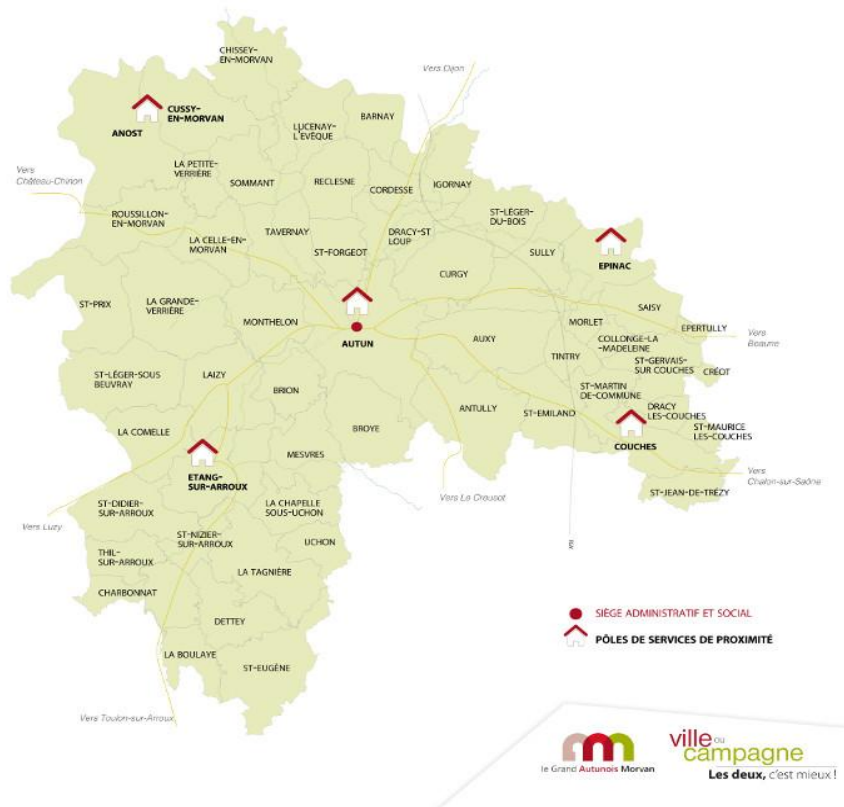 CHISSEY-
EN-MORVAN
Vers Dijon
CUSSY-
EN-MORVAN
ANOST
BARNAY
LUCENAY-
L'EVÊQUE
Vers
Château-Chinon
LA PETITE-
VERRIÈRE
SOMMANT
RECLESNE
CORDESSE
IGORNAY
ROUSSILLON-
EN-MORVAN
ST-LÉGER-
DU-BOIS
LA CELLE-EN-
MORVAN
TAVERNAY
ST-FORGEOT
DRACY-ST
LOUP
SULLY
EPINAC
CURGY
ST-PRIX
LA GRANDE-
VERRIÈRE
MONTHELON
AUTUN
AUXY
MORLET
SAISY
EPERTULLY
Vers
Beaune
COLLONGE-LA
-MADELEINE
TINTRY
ST-GERVAIS-
SUR COUCHES
CRÉOT
ST-LÉGER-SOUS
BEUVRAY
LAIZY
BRION
ANTULLY
ST-EMILAND
ST-MARTIN
DE-COMMUNE
DRACY
LES-COUCHES
ST-MAURICE
LES-COUCHES
LA COMELLE
BROYE
COUCHES
MESVRES
ETANG-
SUR-ARROUX
Vers
Chalon-sur-Saône
Vers Le Creusot
ST-JEAN-DE-TRÉZY
ST-DIDIER
-SUR-ARROUX
LA CHAPELLE
SOUS-UCHON
Vers Luzy
ST-NIZIER
-SUR-ARROUX
UCHON
THIL-
SUR-ARROUX
LA TAGNIÈRE
CHARBONNAT
DETTEY
LA BOULAYE
ST-EUGÈNE
Vers Toulon-sur-Arroux
SIÈGE ADMINISTRATIF ET SOCIAL
PÔLES DE SERVICES DE PROXIMITÉ
le Grand Autunois Morvan
ville ou
campagne
Les deux, c'est mieux !